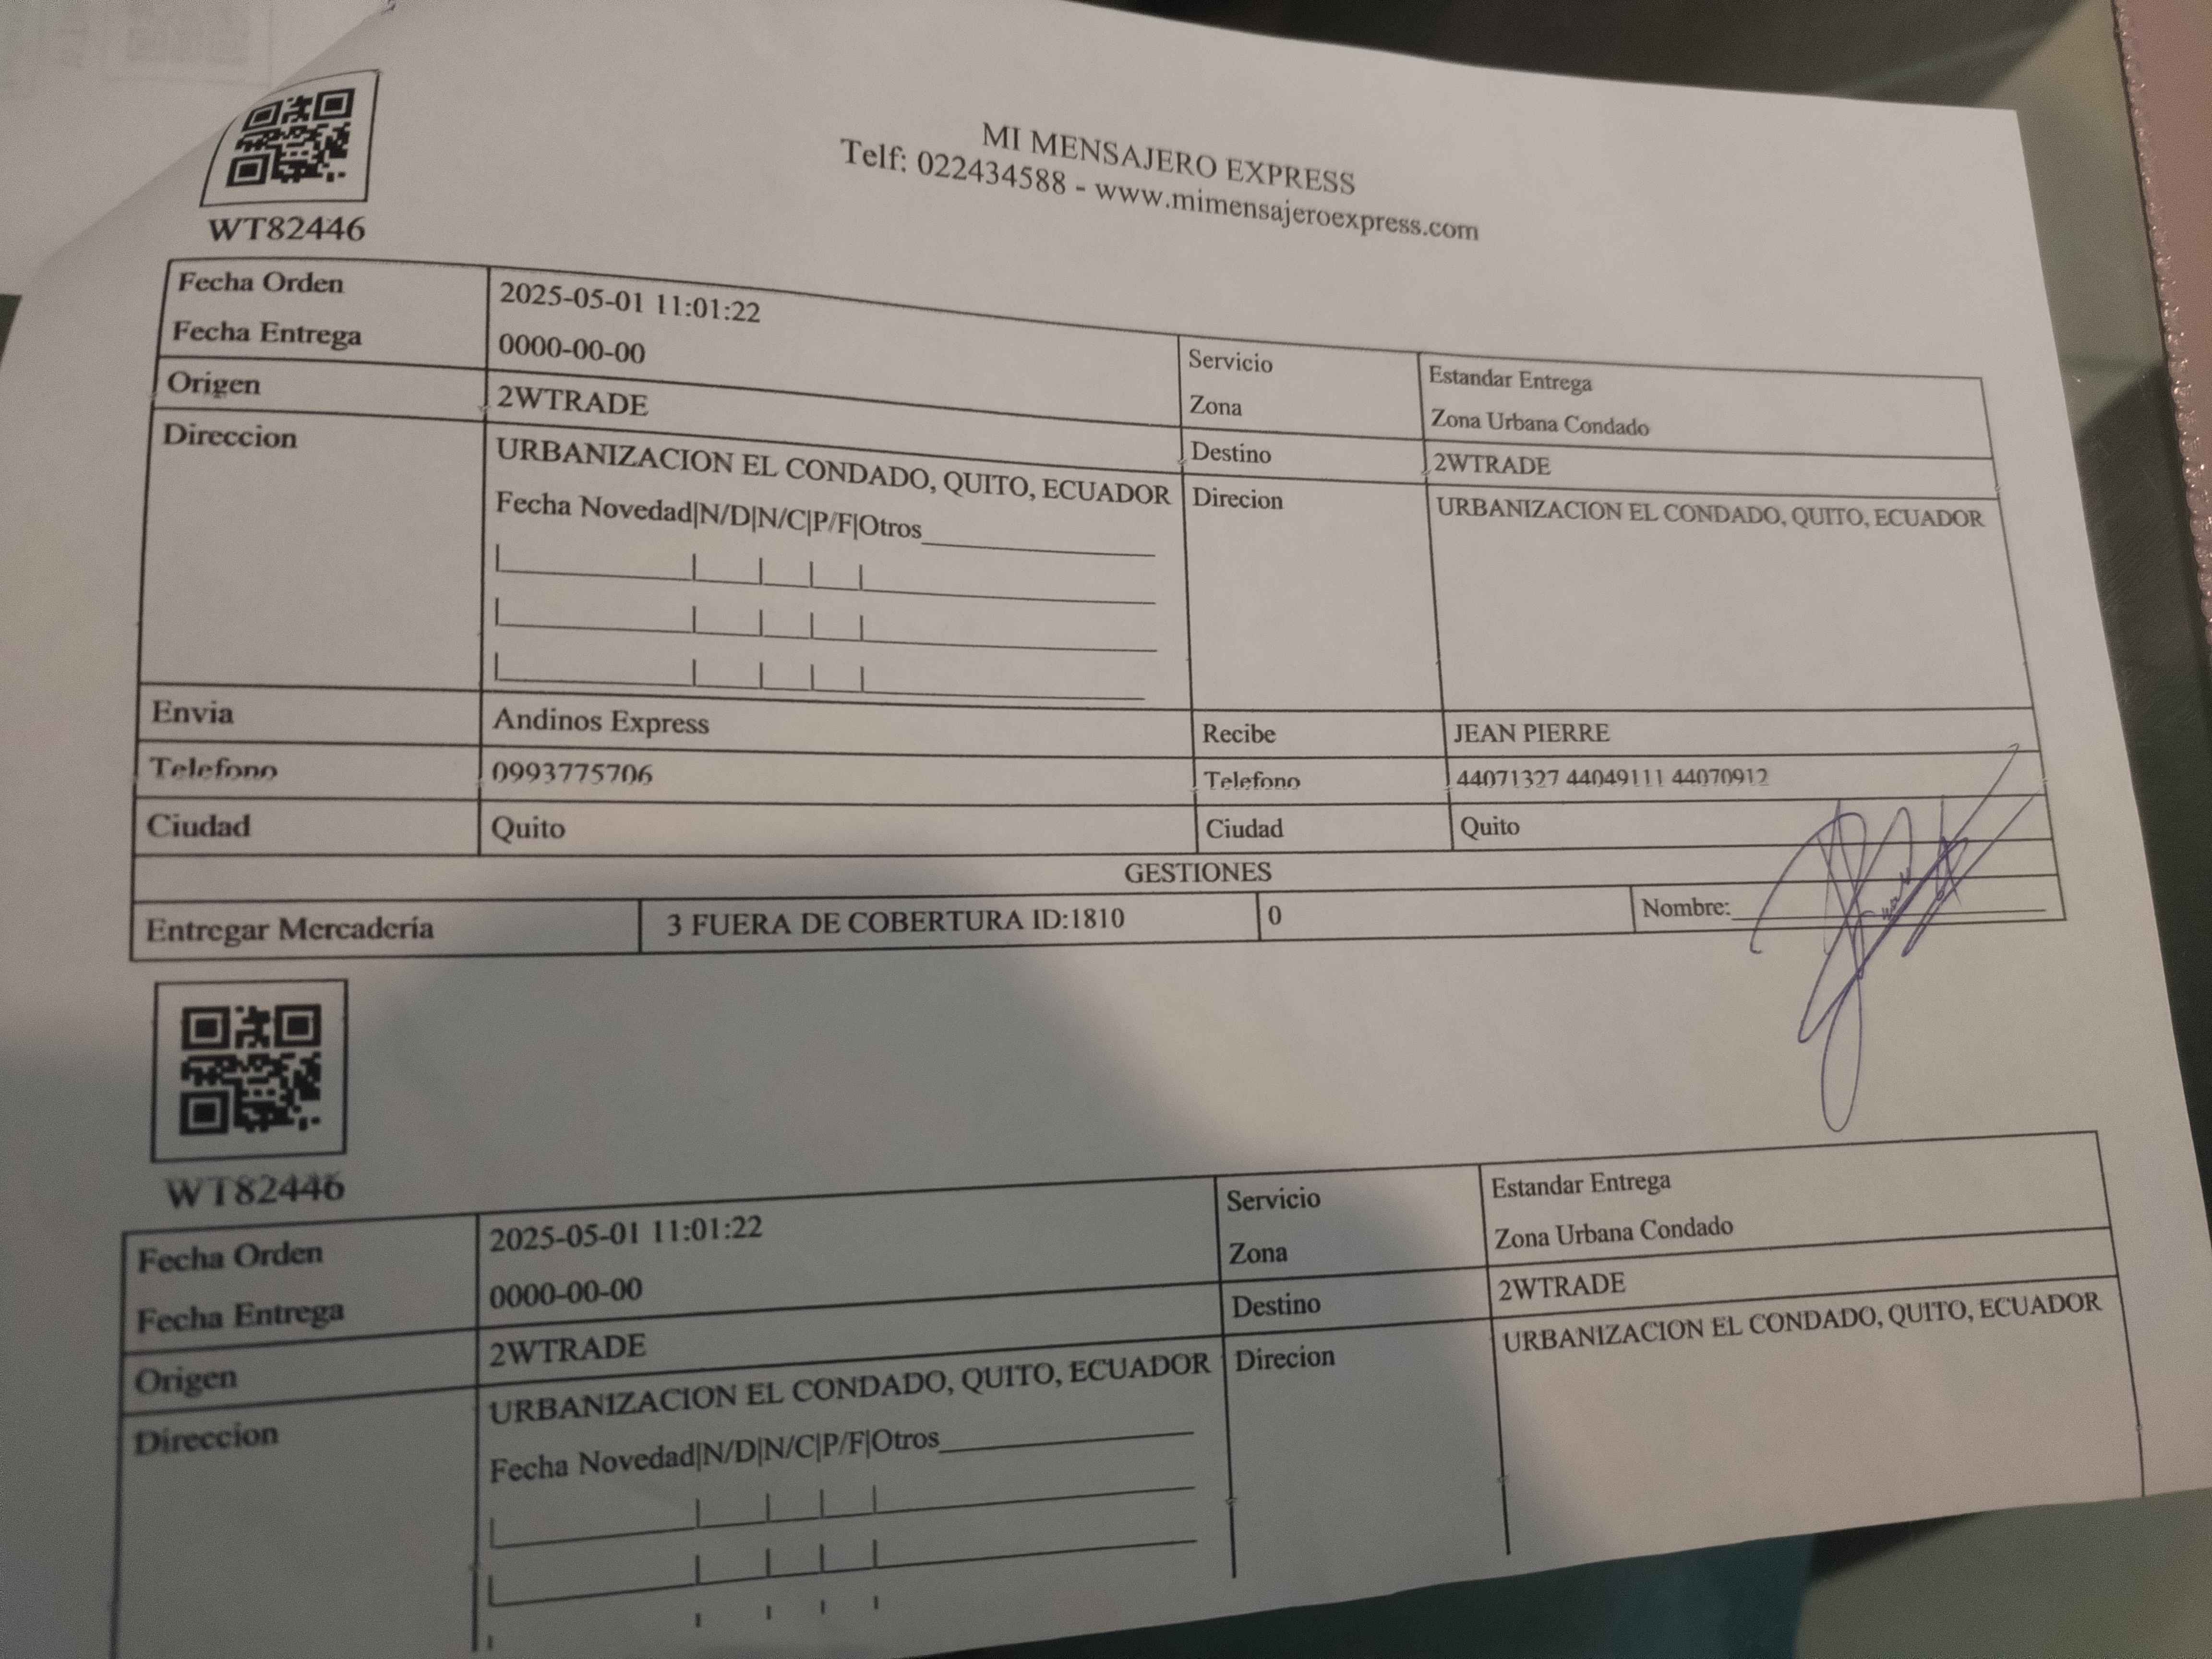 MI MENSAJERO EXPRESS
Telf: 022434588 - www.mimensajeroexpress.com
WT82446
Fecha Orden 2025-05-01 11:01:22
Fecha Entrega 0000-00-00
Servicio Estandar Entrega
Zona Zona Urbana Condado
Origen 2WTRADE
Destino 2WTRADE
Direccion URBANIZACION EL CONDADO, QUITO, ECUADOR
Fecha Novedad|N/D|N/C|P/F|Otros
Direcion URBANIZACION EL CONDADO, QUITO, ECUADOR
Envia Andinos Express Recibe JEAN PIERRE
Telefono 0993775706 Telefono 44071327 44049111 44070912
Ciudad Quito Ciudad Quito
GESTIONES
Entregar Mercadería 3 FUERA DE COBERTURA ID:1810 0 Nombre:
WT82446
Fecha Orden 2025-05-01 11:01:22
Fecha Entrega 0000-00-00
Servicio Estandar Entrega
Zona Zona Urbana Condado
Origen 2WTRADE
Destino 2WTRADE
Direccion URBANIZACION EL CONDADO, QUITO, ECUADOR
Fecha Novedad|N/D|N/C|P/F|Otros
Direcion URBANIZACION EL CONDADO, QUITO, ECUADOR